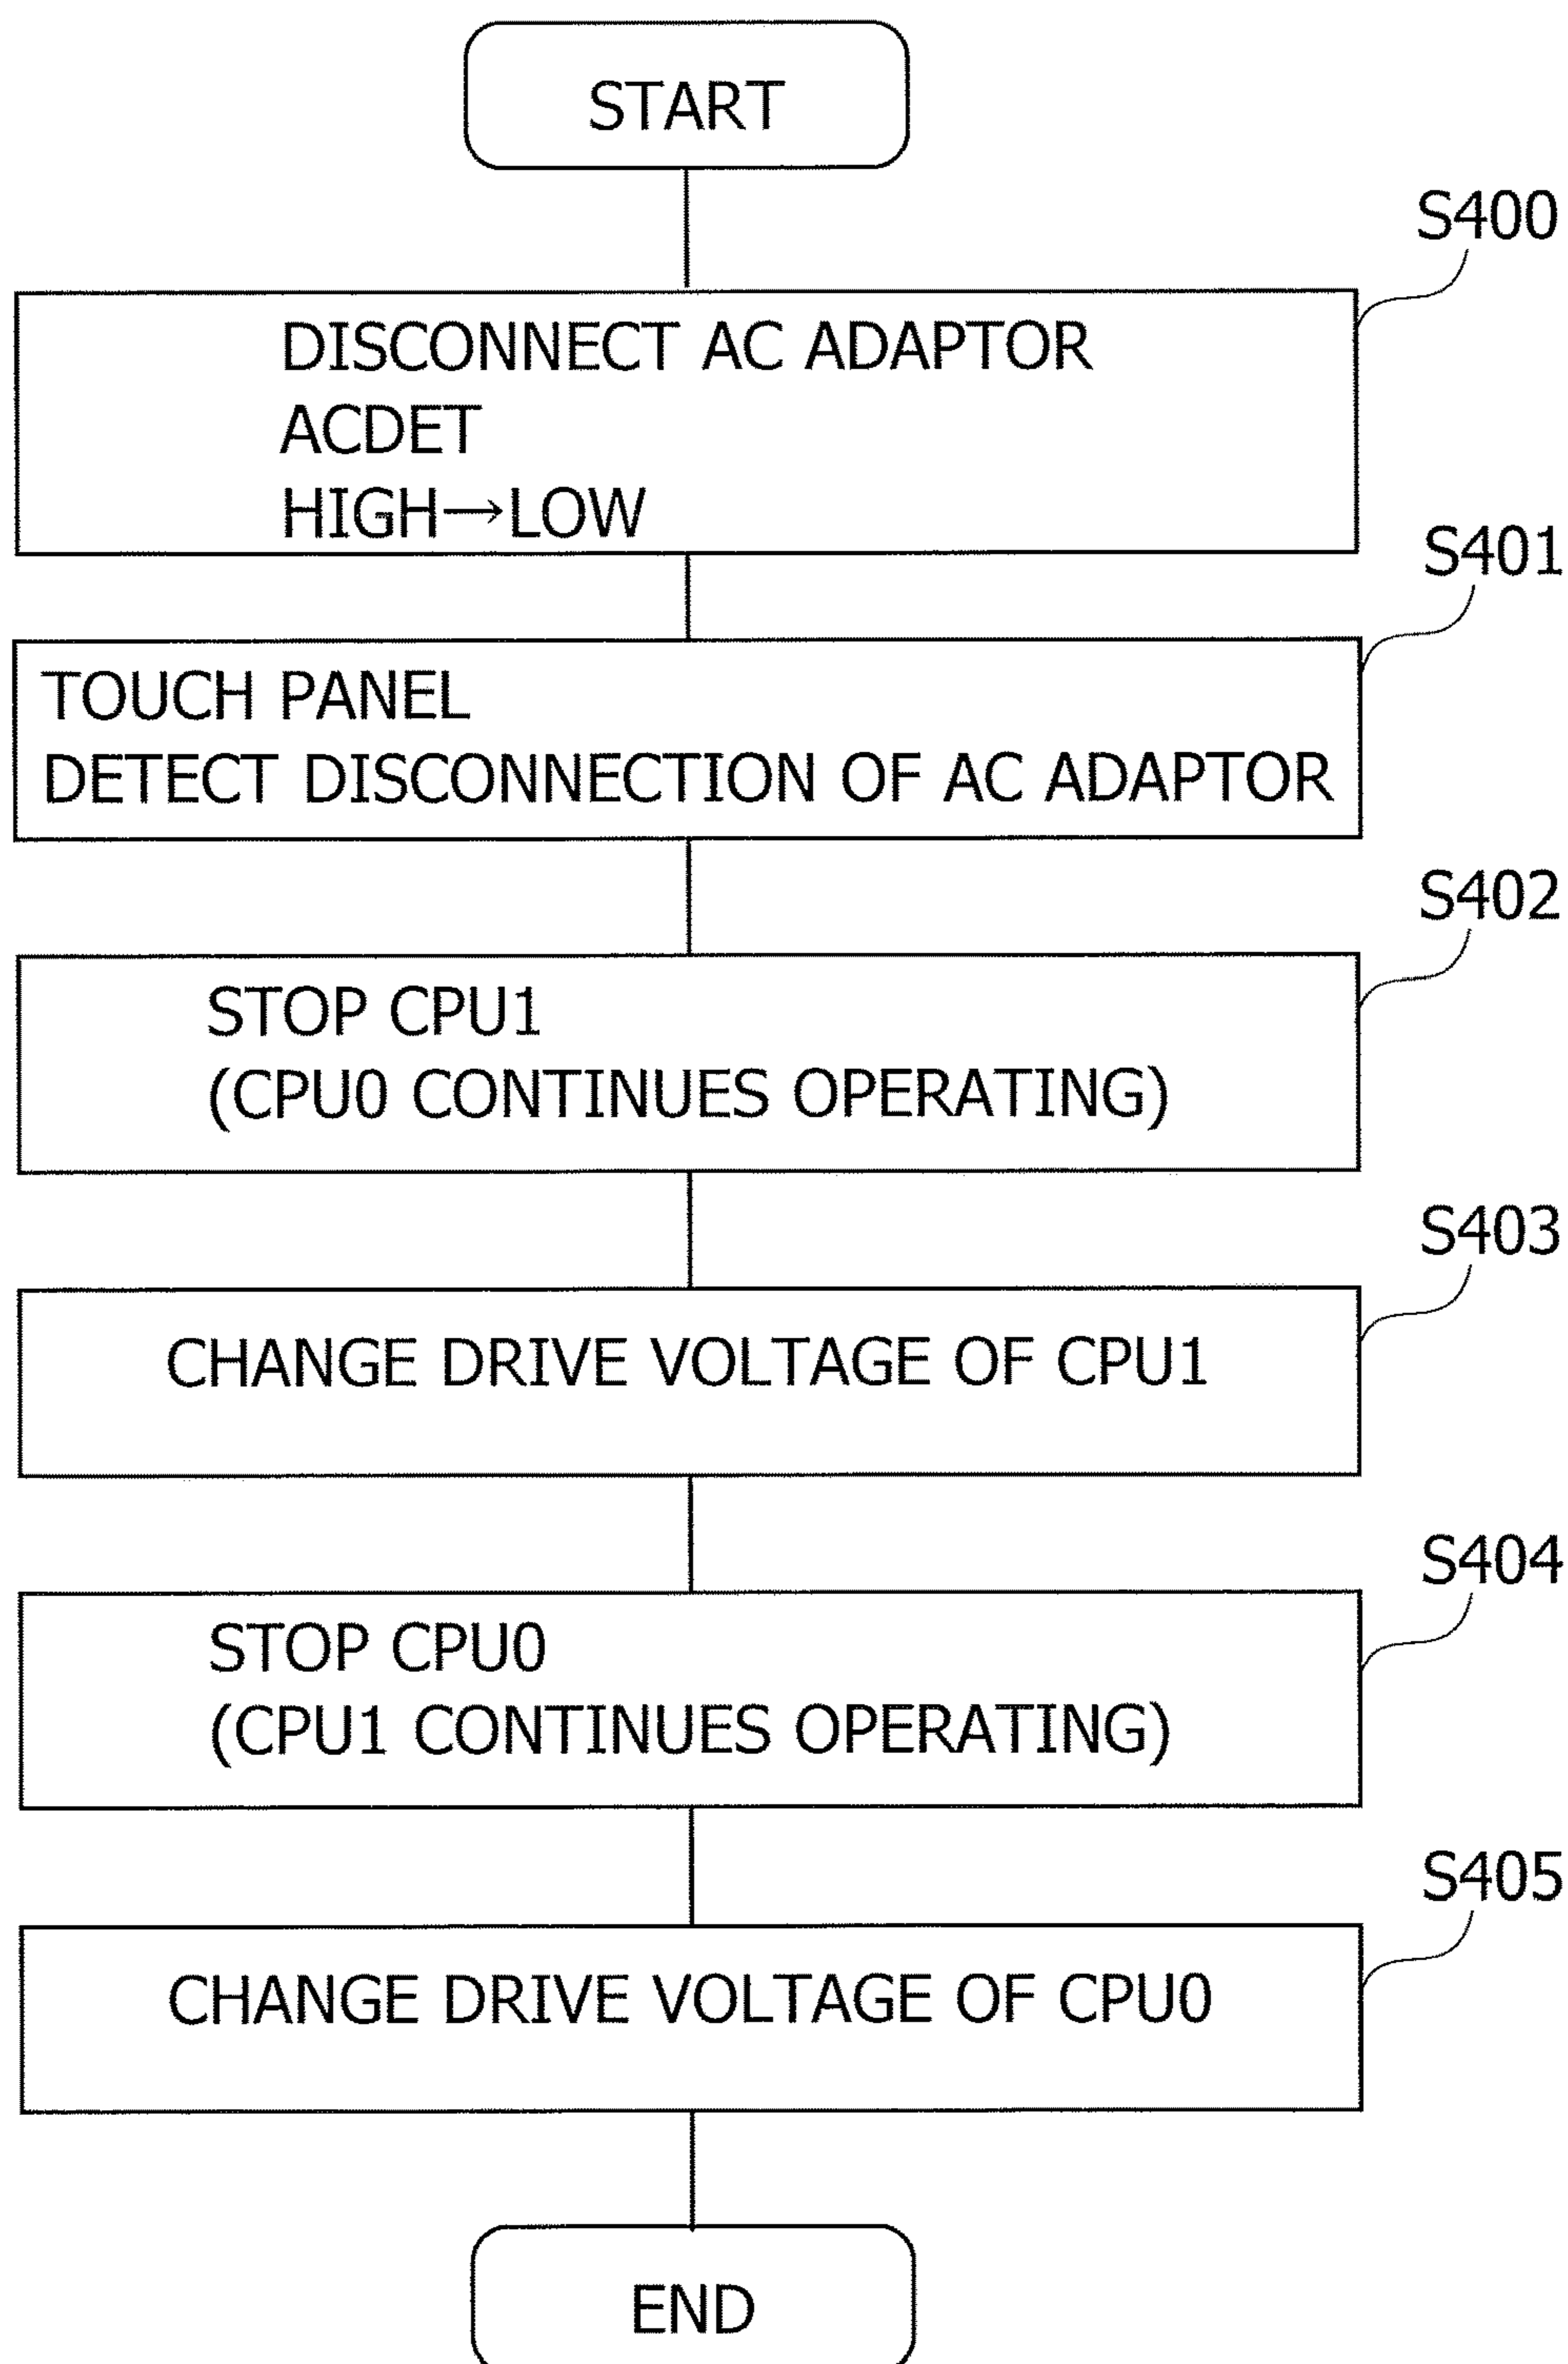 START
S400
DISCONNECT AC ADAPTOR
ACDET
HIGH→LOW
S401
TOUCH PANEL
DETECT DISCONNECTION OF AC ADAPTOR
S402
STOP CPU1
(CPU0 CONTINUES OPERATING)
S403
CHANGE DRIVE VOLTAGE OF CPU1
S404
STOP CPU0
(CPU1 CONTINUES OPERATING)
S405
CHANGE DRIVE VOLTAGE OF CPU0
END